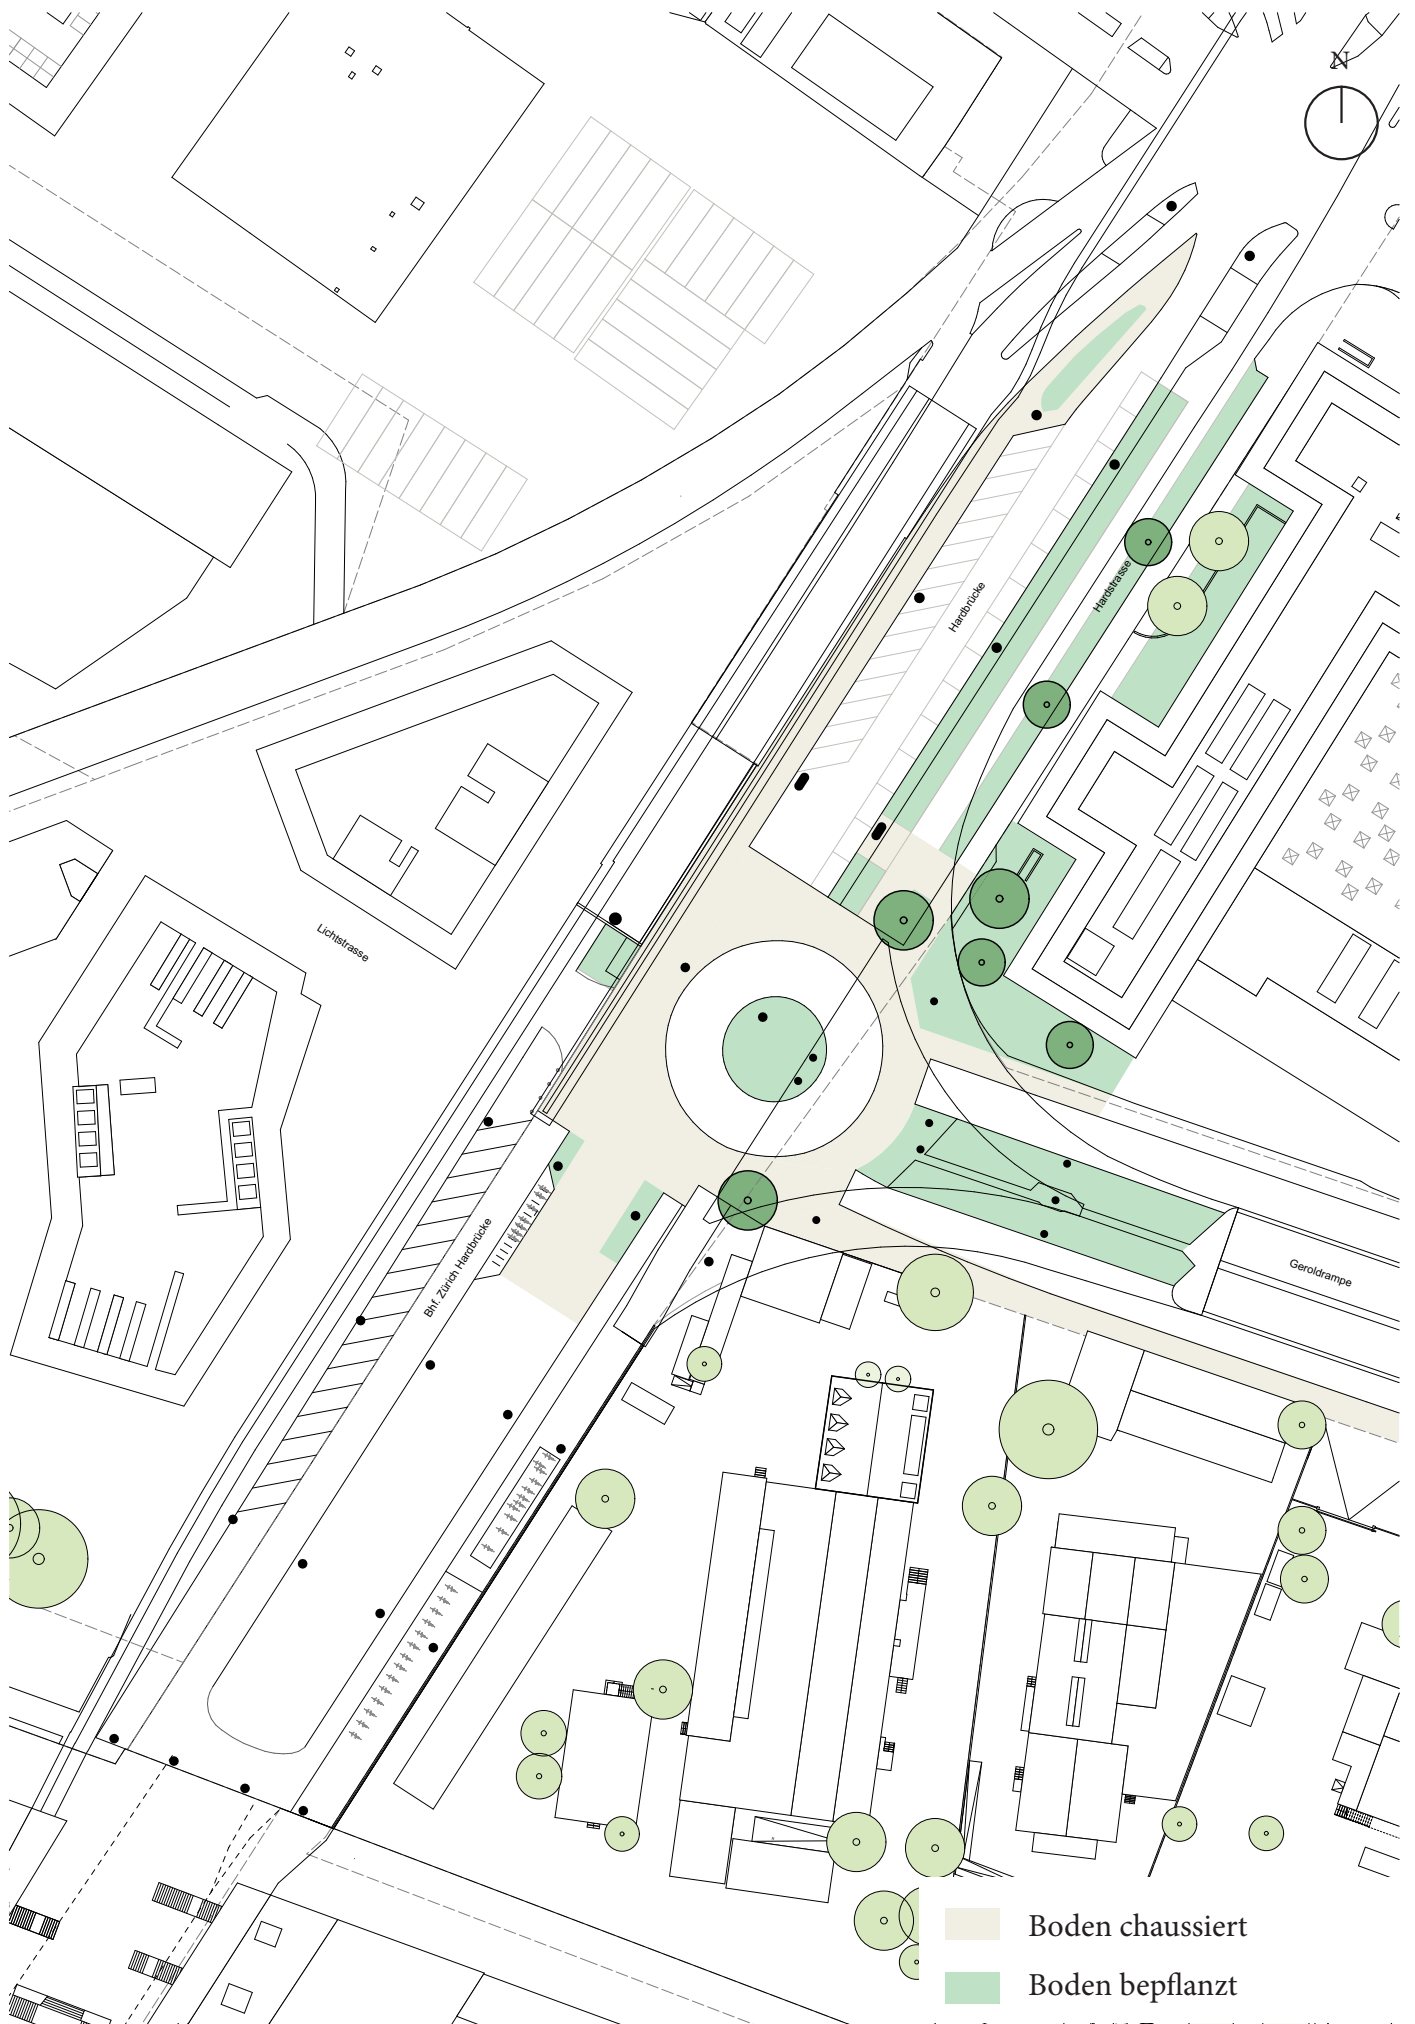 N
Hardbrücke
Hardstrasse
Lichtstrasse
Bhf. Zürich Hardbrücke
Geroldrampe
Boden chaussiert
Boden bepflanzt